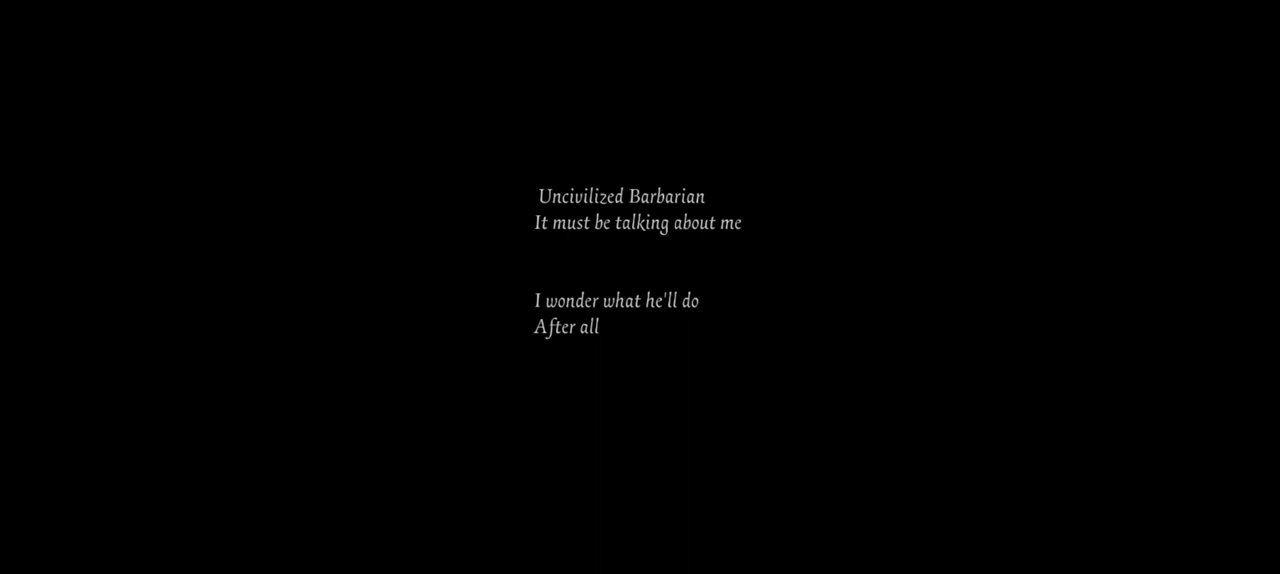 Uncivilized Barbarian
It must be talking about me
I wonder what he'll do
After all